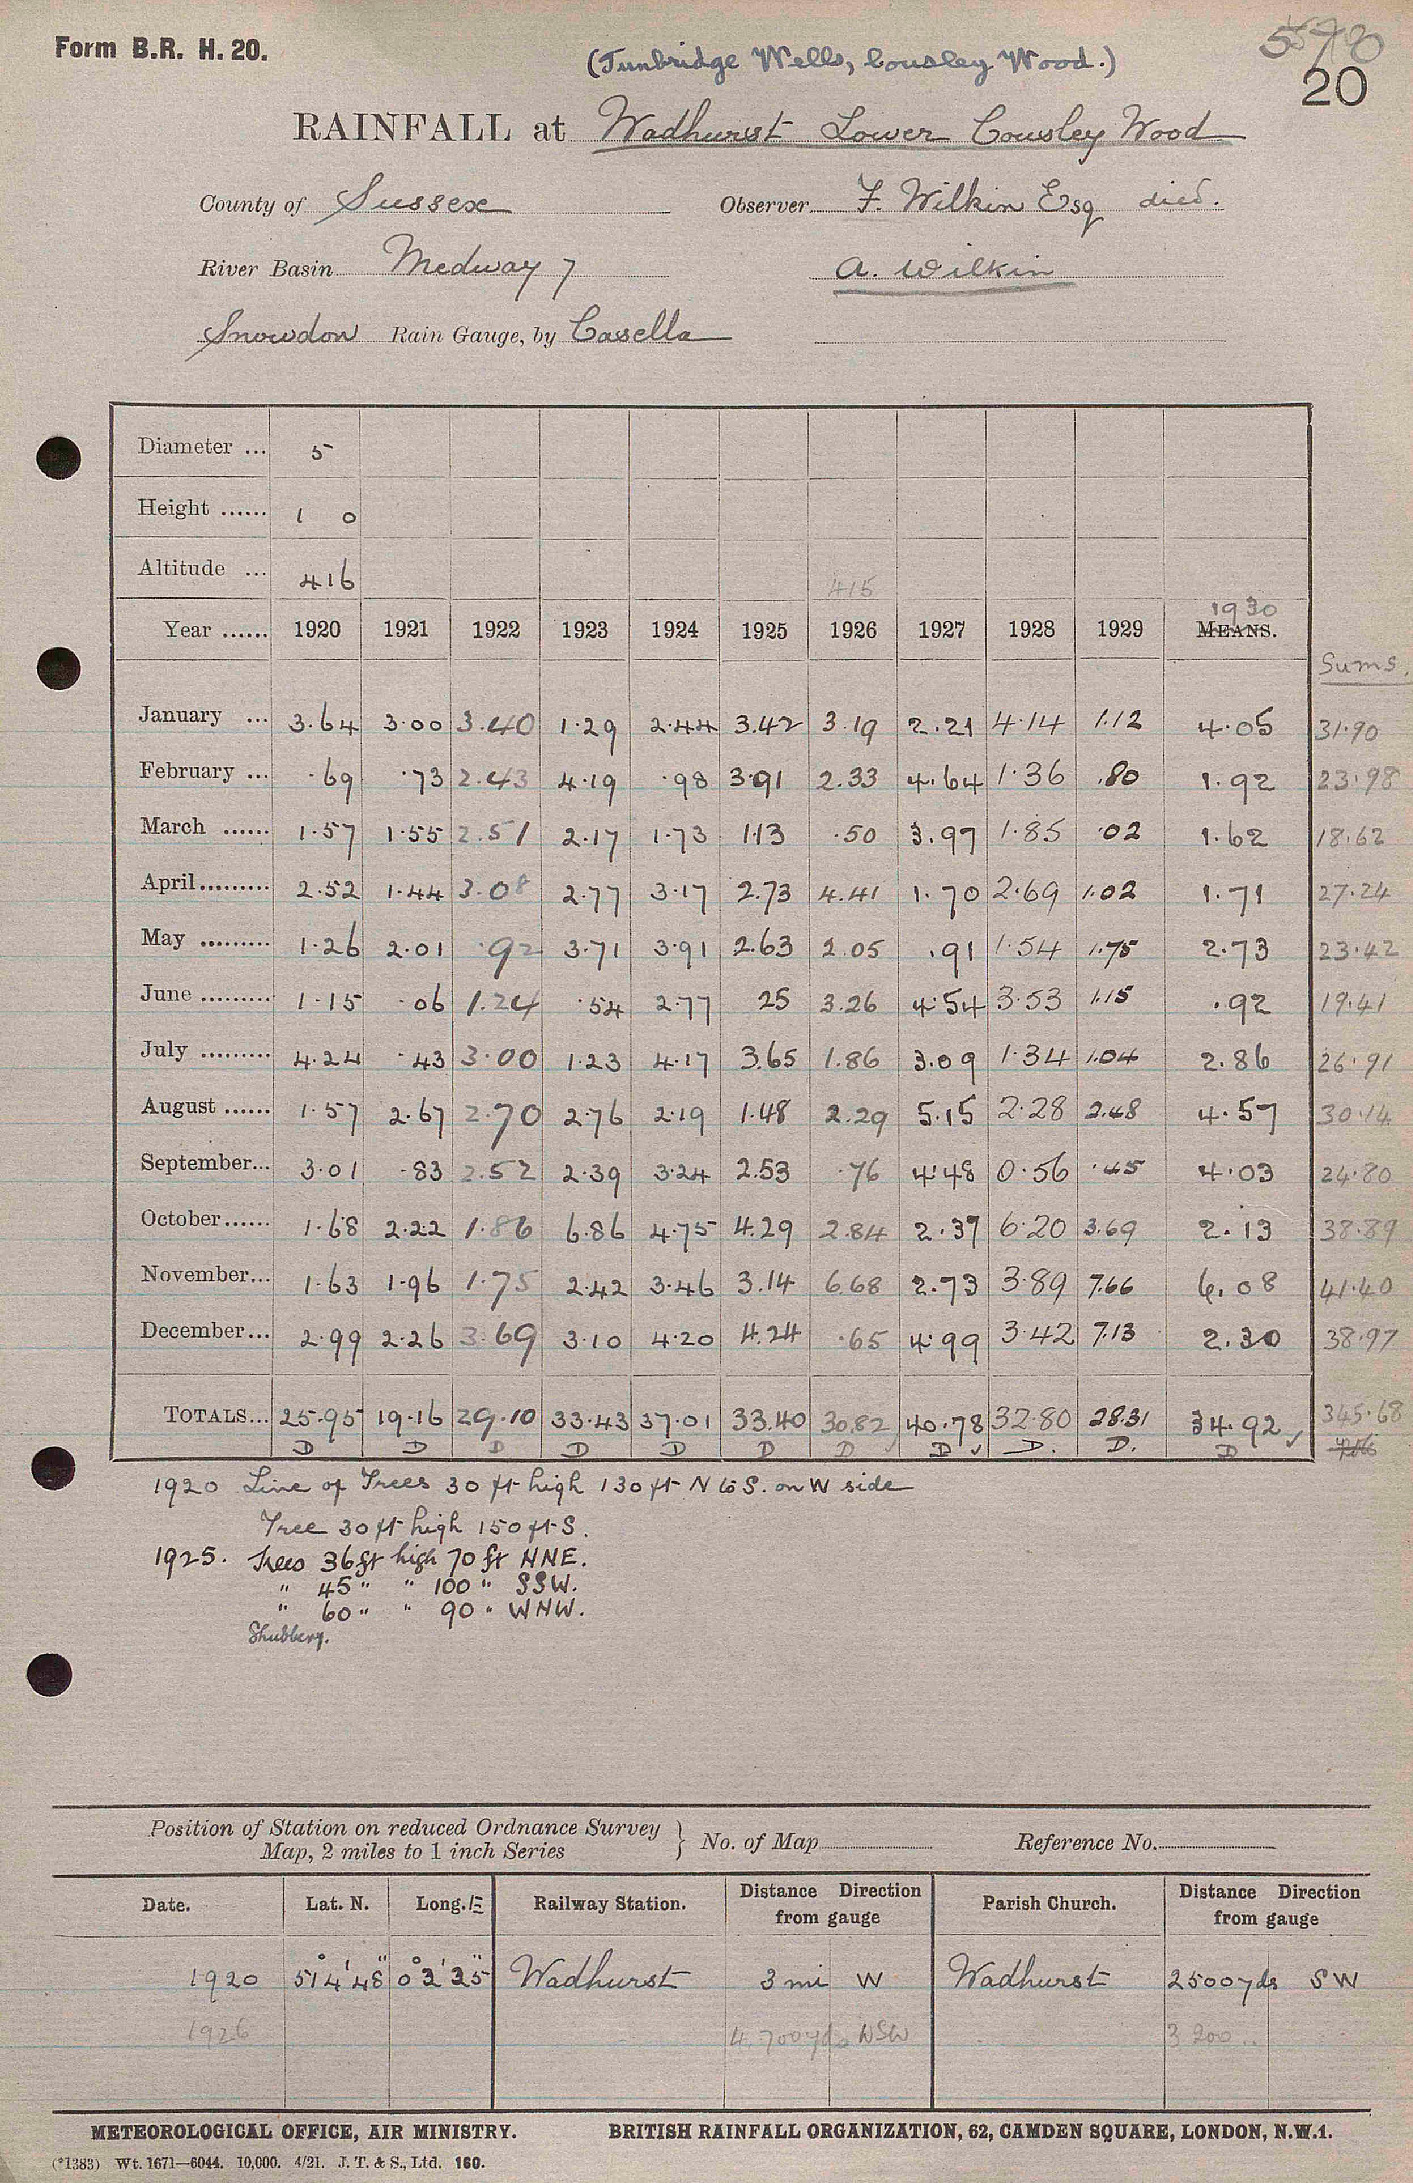 Form B.R. H. 20.
(Tunbridge Wells, Cousley Wood.)
20
RAINFALL at Wadhurst Lower Cousley Wood
County of Sussex Observer F. Wilkin Esq died.
River Basin Medway 7 A. Wilkin
Snowdon Rain Gauge, by Casella
Diameter ... 5
Height ...... 1 0
Altitude ... 416 415
1930
Year ...... 1920 1921 1922 1923 1924 1925 1926 1927 1928 1929 MEANS.
Sums.
January ... 3.64 3.00 3.40 1.29 2.44 3.42 3.19 2.21 4.14 1.12 4.05 31.90
February ... .69 .73 2.43 4.19 .98 3.91 2.33 4.64 1.36 .80 1.92 23.98
March ...... 1.57 1.55 2.51 2.17 1.73 1.13 .50 3.97 1.85 .02 1.62 18.62
April......... 2.52 1.44 3.08 2.77 3.17 2.73 4.41 1.70 2.69 1.02 1.71 27.24
May ......... 1.26 2.01 .92 3.71 3.91 2.63 2.05 .91 1.54 1.75 2.73 23.42
June ......... 1.15 .06 1.24 .54 2.77 25 3.26 4.54 3.53 1.15 .92 19.41
July ......... 4.24 .43 3.00 1.23 4.17 3.65 1.86 3.09 1.34 1.04 2.86 26.91
August ...... 1.57 2.67 2.70 2.76 2.19 1.48 2.29 5.15 2.28 2.48 4.57 30.14
September... 3.01 .83 2.52 2.39 3.24 2.53 .76 4.48 0.56 .45 4.03 24.80
October...... 1.68 2.22 1.86 6.86 4.75 4.29 2.84 2.37 6.20 3.69 2.13 38.89
November... 1.63 1.96 1.75 2.42 3.46 3.14 6.68 2.73 3.89 7.66 6.08 41.40
December... 2.99 2.26 3.69 3.10 4.20 4.24 .65 4.99 3.42 7.13 2.30 38.97
TOTALS... 25.95 19.16 29.10 33.43 37.01 33.40 30.82 40.78 32.80 28.31 34.92 345.68
D D D D D D D D D. D. D
1920 Line of Trees 30 ft high 130 ft N to S. on W side
Tree 30 ft high 150 ft S.
1925. Trees 36 ft high 70 ft NNE.
" 45 " " 100 " SSW.
" 60 " " 90 " WNW.
Shubbery.
Position of Station on reduced Ordnance Survey
Map, 2 miles to 1 inch Series } No. of Map Reference No.
Date. Lat. N. Long. E Railway Station. Distance Direction from gauge Parish Church. Distance Direction from gauge
1920 51° 4' 48" 0° 22' 25" Wadhurst 3 mi W Wadhurst 2500 yds SW
1926 4,700 yds WSW 3200 ..
METEOROLOGICAL OFFICE, AIR MINISTRY. BRITISH RAINFALL ORGANIZATION, 62, CAMDEN SQUARE, LONDON, N.W.1.
(*1383) Wt. 1671—6044. 10,000. 4/21. J. T. & S., Ltd. 160.